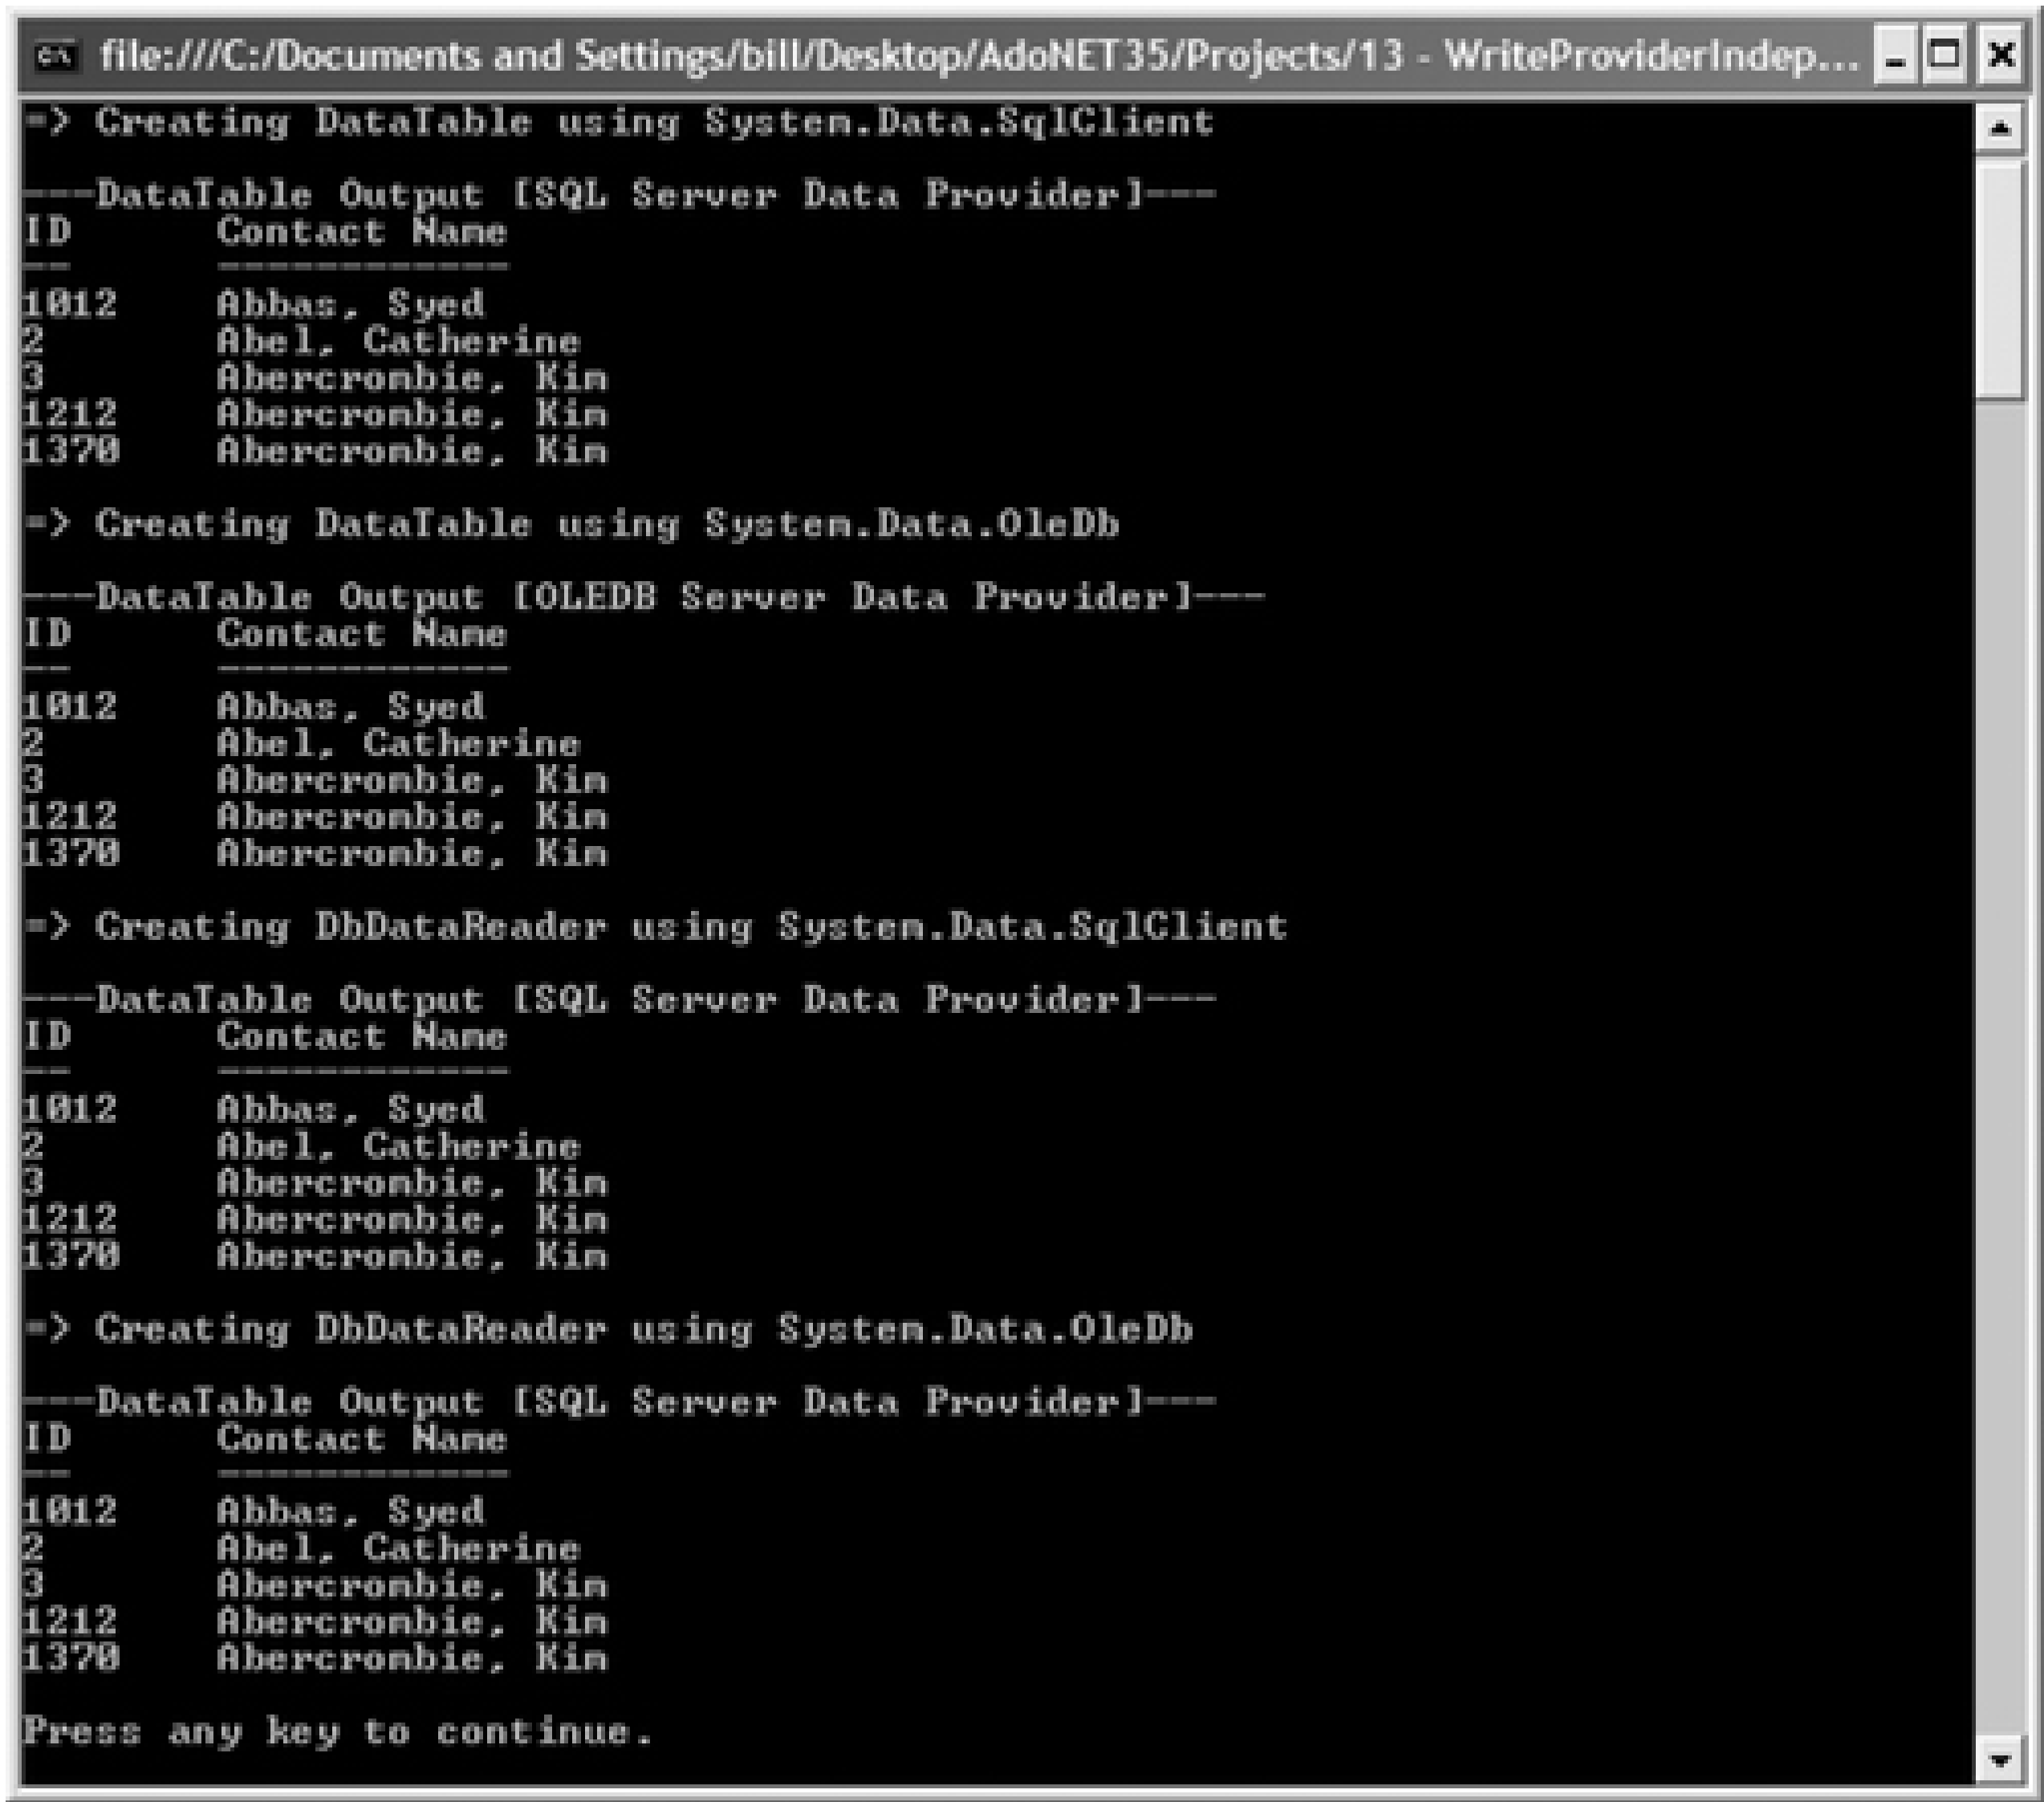 file:///C:/Documents and Settings/bill/Desktop/AdoNET35/Projects/13 - WriteProviderIndep...
=> Creating DataTable using System.Data.SqlClient
---DataTable Output [SQL Server Data Provider]---
ID      Contact Name
--      ------------
1012    Abbas, Syed
2       Abel, Catherine
3       Abercrombie, Kim
1212    Abercrombie, Kim
1370    Abercrombie, Kim
=> Creating DataTable using System.Data.OleDb
---DataTable Output [OLEDB Server Data Provider]---
ID      Contact Name
--      ------------
1012    Abbas, Syed
2       Abel, Catherine
3       Abercrombie, Kim
1212    Abercrombie, Kim
1370    Abercrombie, Kim
=> Creating DbDataReader using System.Data.SqlClient
---DataTable Output [SQL Server Data Provider]---
ID      Contact Name
--      ------------
1012    Abbas, Syed
2       Abel, Catherine
3       Abercrombie, Kim
1212    Abercrombie, Kim
1370    Abercrombie, Kim
=> Creating DbDataReader using System.Data.OleDb
---DataTable Output [SQL Server Data Provider]---
ID      Contact Name
--      ------------
1012    Abbas, Syed
2       Abel, Catherine
3       Abercrombie, Kim
1212    Abercrombie, Kim
1370    Abercrombie, Kim
Press any key to continue.